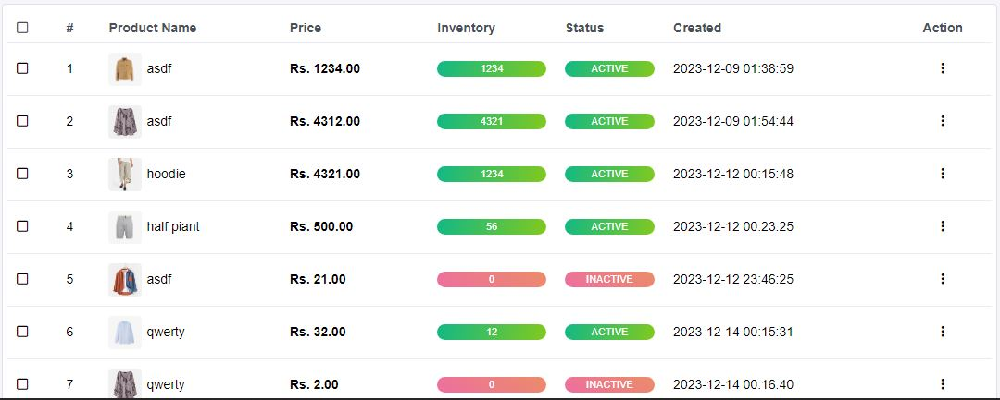 # Product Name Price Inventory Status Created Action
1 asdf Rs. 1234.00 1234 ACTIVE 2023-12-09 01:38:59
2 asdf Rs. 4312.00 4321 ACTIVE 2023-12-09 01:54:44
3 hoodie Rs. 4321.00 1234 ACTIVE 2023-12-12 00:15:48
4 half piant Rs. 500.00 56 ACTIVE 2023-12-12 00:23:25
5 asdf Rs. 21.00 0 INACTIVE 2023-12-12 23:46:25
6 qwerty Rs. 32.00 12 ACTIVE 2023-12-14 00:15:31
7 qwerty Rs. 2.00 0 INACTIVE 2023-12-14 00:16:40